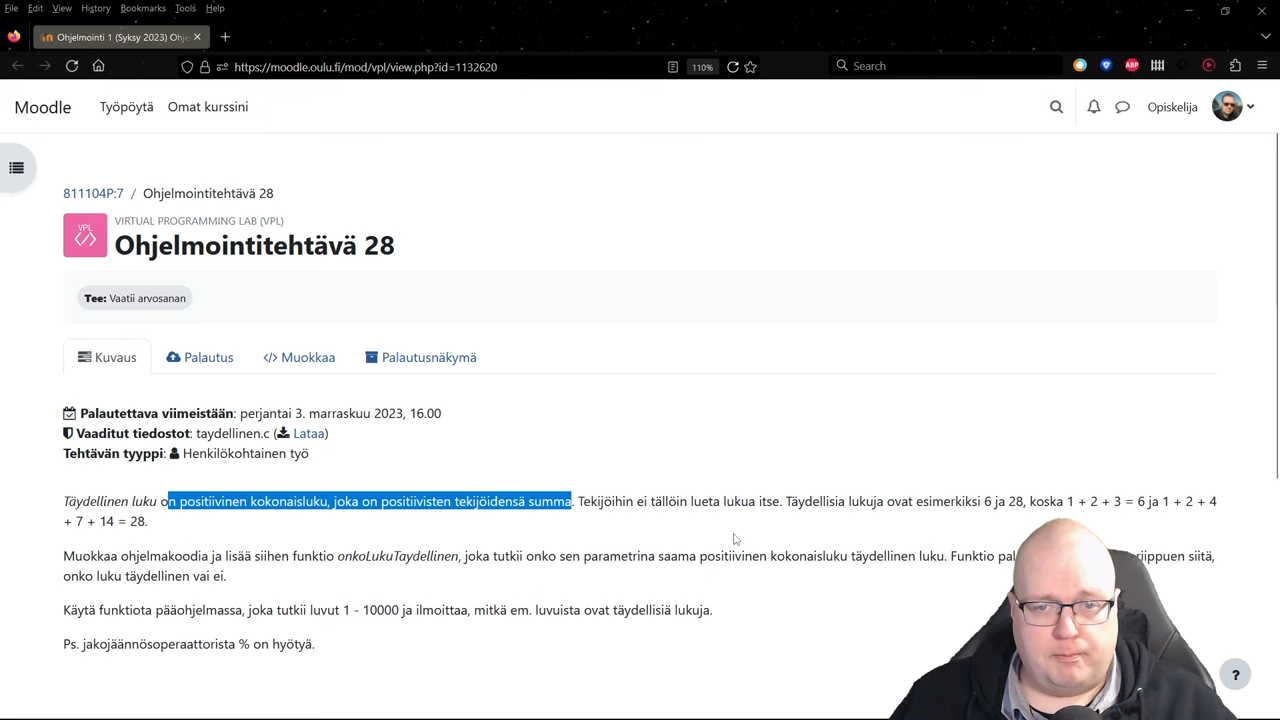 File Edit View History Bookmarks Tools Help
Ohjelmointi 1 (Syksy 2023) Ohje
https://moodle.oulu.fi/mod/vpl/view.php?id=1132620
110%
Search
ABP
Moodle
Työpöytä
Omat kurssini
Opiskelija
811104P:7 / Ohjelmointitehtävä 28
VPL
VIRTUAL PROGRAMMING LAB (VPL)
Ohjelmointitehtävä 28
Tee: Vaatii arvosanan
Kuvaus
Palautus
Muokkaa
Palautusnäkymä
Palautettava viimeistään: perjantai 3. marraskuu 2023, 16.00
Vaaditut tiedostot: taydellinen.c (Lataa)
Tehtävän tyyppi: Henkilökohtainen työ
Täydellinen luku on positiivinen kokonaisluku, joka on positiivisten tekijöidensä summa. Tekijöihin ei tällöin lueta lukua itse. Täydellisia lukuja ovat esimerkiksi 6 ja 28, koska 1 + 2 + 3 = 6 ja 1 + 2 + 4
+ 7 + 14 = 28.
Muokkaa ohjelmakoodia ja lisää siihen funktio onkoLukuTaydellinen, joka tutkii onko sen parametrina saama positiivinen kokonaisluku täydellinen luku. Funktio pal riippuen siitä,
onko luku täydellinen vai ei.
Käytä funktiota pääohjelmassa, joka tutkii luvut 1 - 10000 ja ilmoittaa, mitkä em. luvuista ovat täydellisiä lukuja.
Ps. jakojäännösoperaattorista % on hyötyä.
?